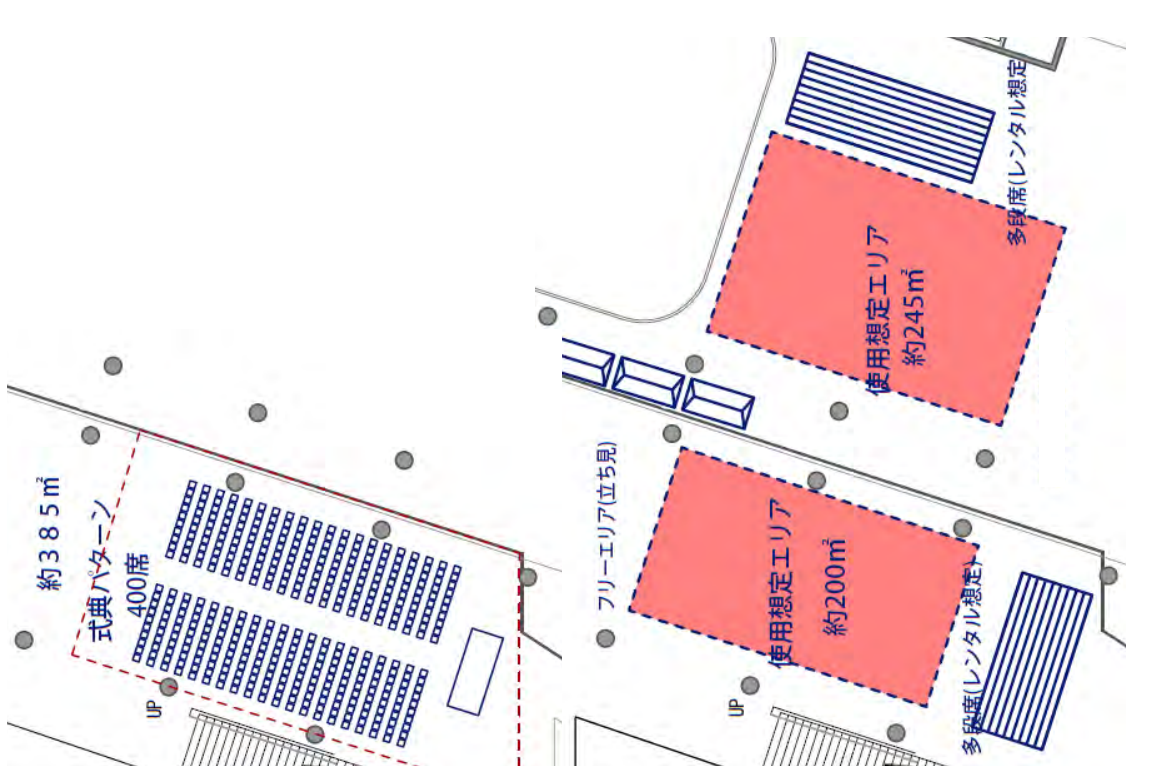 約３８５㎡
式典パターン
400席
UP
多段席(レンタル想定
使用想定エリア
約245㎡
フリーエリア(立ち見)
使用想定エリア
約200㎡
多段席(レンタル想定)
UP